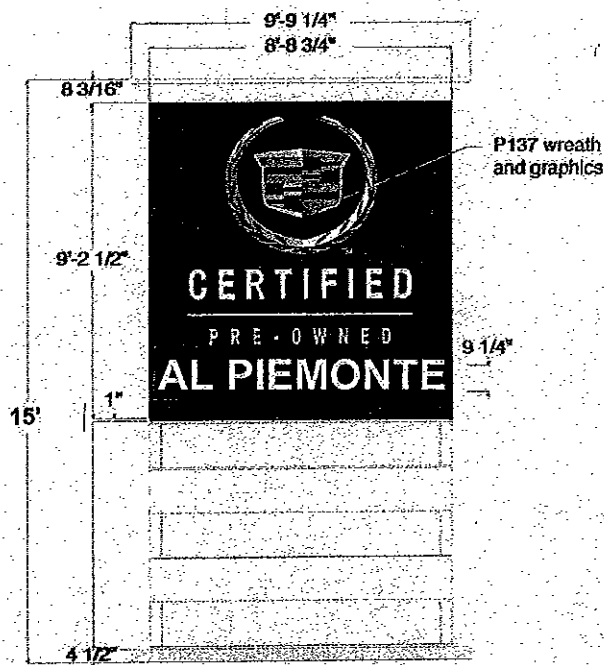 9'-9 1/4"
8'-8 3/4"
8 3/16"
P137 wreath
and graphics
9'-2 1/2"
CERTIFIED
PRE-OWNED
9 1/4"
AL PIEMONTE
1"
15'
4 1/2"